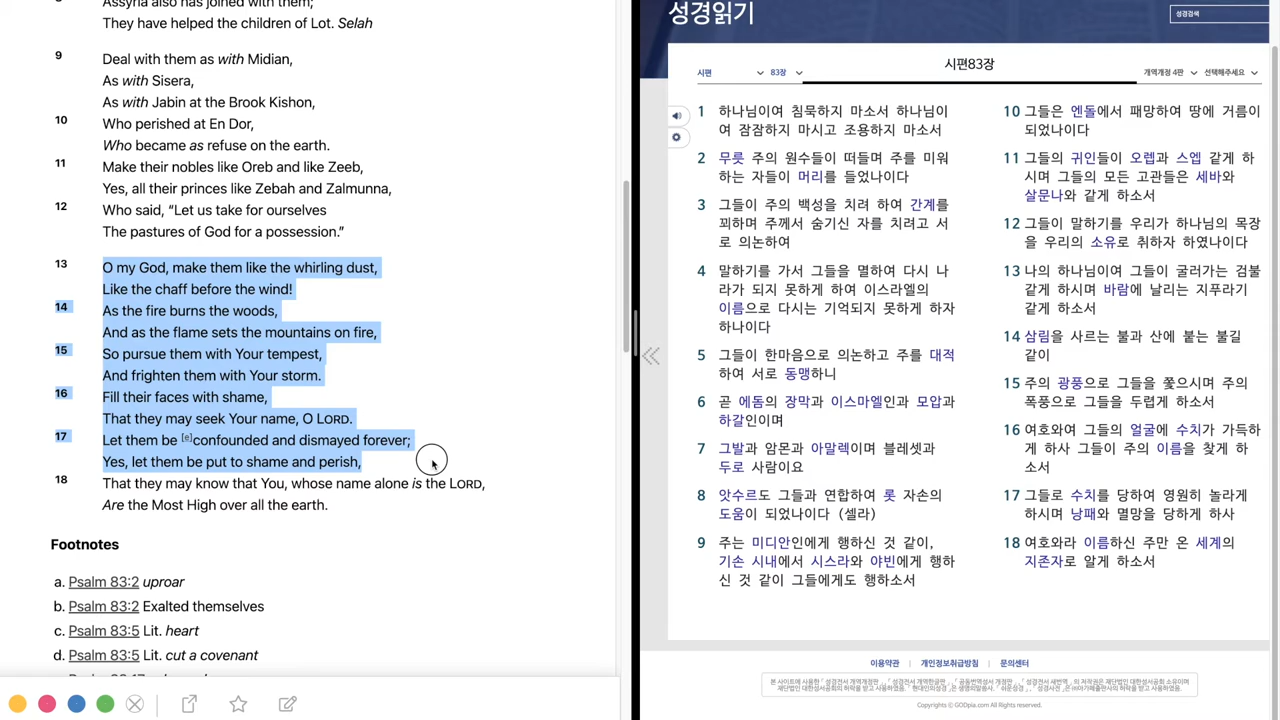 Assyria also has joined with them;
They have helped the children of Lot. Selah
9 Deal with them as with Midian,
As with Sisera,
As with Jabin at the Brook Kishon,
10 Who perished at En Dor,
Who became as refuse on the earth.
11 Make their nobles like Oreb and like Zeeb,
Yes, all their princes like Zebah and Zalmunna,
12 Who said, “Let us take for ourselves
The pastures of God for a possession.”
13 O my God, make them like the whirling dust,
Like the chaff before the wind!
14 As the fire burns the woods,
And as the flame sets the mountains on fire,
15 So pursue them with Your tempest,
And frighten them with Your storm.
16 Fill their faces with shame,
That they may seek Your name, O LORD.
17 Let them be [e]confounded and dismayed forever;
Yes, let them be put to shame and perish,
18 That they may know that You, whose name alone is the LORD,
Are the Most High over all the earth.
Footnotes
a. Psalm 83:2 uproar
b. Psalm 83:2 Exalted themselves
c. Psalm 83:5 Lit. heart
d. Psalm 83:5 Lit. cut a covenant
성경읽기
성경검색
시편 83장
시편83장
개역개정 4판 선택해주세요
1 하나님이여 침묵하지 마소서 하나님이
여 잠잠하지 마시고 조용하지 마소서
2 무릇 주의 원수들이 떠들며 주를 미워
하는 자들이 머리를 들었나이다
3 그들이 주의 백성을 치려 하여 간계를
꾀하며 주께서 숨기신 자를 치려고 서
로 의논하여
4 말하기를 가서 그들을 멸하여 다시 나
라가 되지 못하게 하여 이스라엘의
이름으로 다시는 기억되지 못하게 하자
하나이다
5 그들이 한마음으로 의논하고 주를 대적
하여 서로 동맹하니
6 곧 에돔의 장막과 이스마엘인과 모압과
하갈인이며
7 그발과 암몬과 아말렉이며 블레셋과
두로 사람이요
8 앗수르도 그들과 연합하여 롯 자손의
도움이 되었나이다 (셀라)
9 주는 미디안인에게 행하신 것 같이,
기손 시내에서 시스라와 야빈에게 행하
신 것 같이 그들에게도 행하소서
10 그들은 엔돌에서 패망하여 땅에 거름이
되었나이다
11 그들의 귀인들이 오렙과 스엡 같게 하
시며 그들의 모든 고관들은 세바와
살문나와 같게 하소서
12 그들이 말하기를 우리가 하나님의 목장
을 우리의 소유로 취하자 하였나이다
13 나의 하나님이여 그들이 굴러가는 검불
같게 하시며 바람에 날리는 지푸라기
같게 하소서
14 삼림을 사르는 불과 산에 붙는 불길
같이
15 주의 광풍으로 그들을 쫓으시며 주의
폭풍으로 그들을 두렵게 하소서
16 여호와여 그들의 얼굴에 수치가 가득하
게 하사 그들이 주의 이름을 찾게 하
소서
17 그들로 수치를 당하여 영원히 놀라게
하시며 낭패와 멸망을 당하게 하사
18 여호와라 이름하신 주만 온 세계의
지존자로 알게 하소서
이용약관 | 개인정보취급방침 | 문의센터
Copyrights ⓒ GODpia.com All Rights reserved.